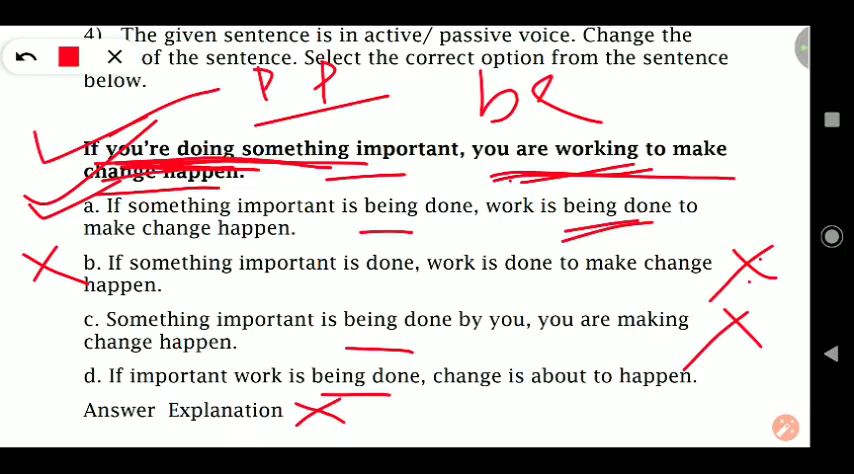 4) The given sentence is in active/ passive voice. Change the
of the sentence. Select the correct option from the sentence
below.
P P be
If you're doing something important, you are working to make
change happen.
a. If something important is being done, work is being done to
make change happen.
b. If something important is done, work is done to make change
happen.
c. Something important is being done by you, you are making
change happen.
d. If important work is being done, change is about to happen.
Answer Explanation